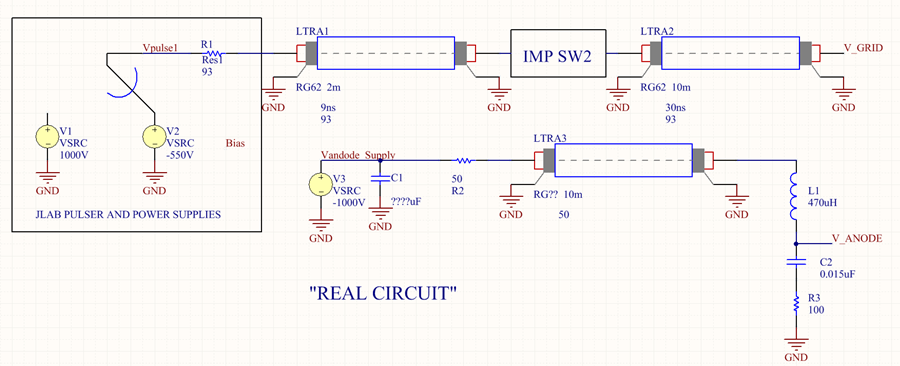 LTRA1
LTRA2
Vpulse1
R1
Res1
93
IMP SW2
V_GRID
GND
RG62 2m
GND
RG62 10m
GND
GND
9ns
93
30ns
93
V1
VSRC
1000V
V2
VSRC
-550V
Bias
GND
GND
JLAB PULSER AND POWER SUPPLIES
LTRA3
Vandode_Supply
V3
VSRC
-1000V
C1
????uF
50
R2
RG?? 10m
50
GND
GND
GND
GND
L1
470uH
V_ANODE
C2
0.015uF
R3
100
GND
"REAL CIRCUIT"